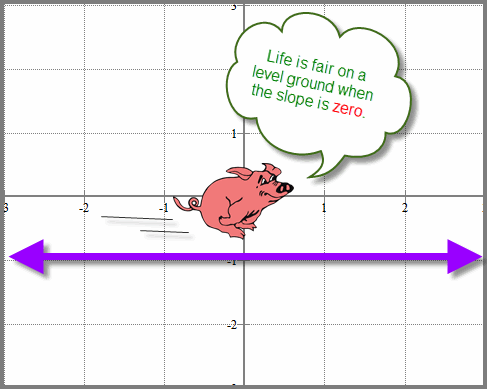 3
Life is fair on a
level ground when
the slope is zero.
1
3 -2 -1 1 2
-1
-2